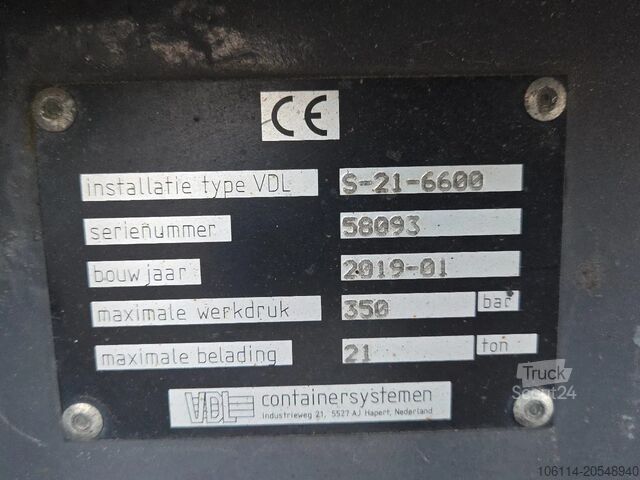 CE
installatie type VDL S-21-6600
serienummer 58093
bouwjaar 2019-01
maximale werkdruk 350 bar
maximale belading 21 ton
VDL containersystemen
Industrieweg 21, 5527 AJ Hapert, Nederland
Truck
Scout24
106114-20548940